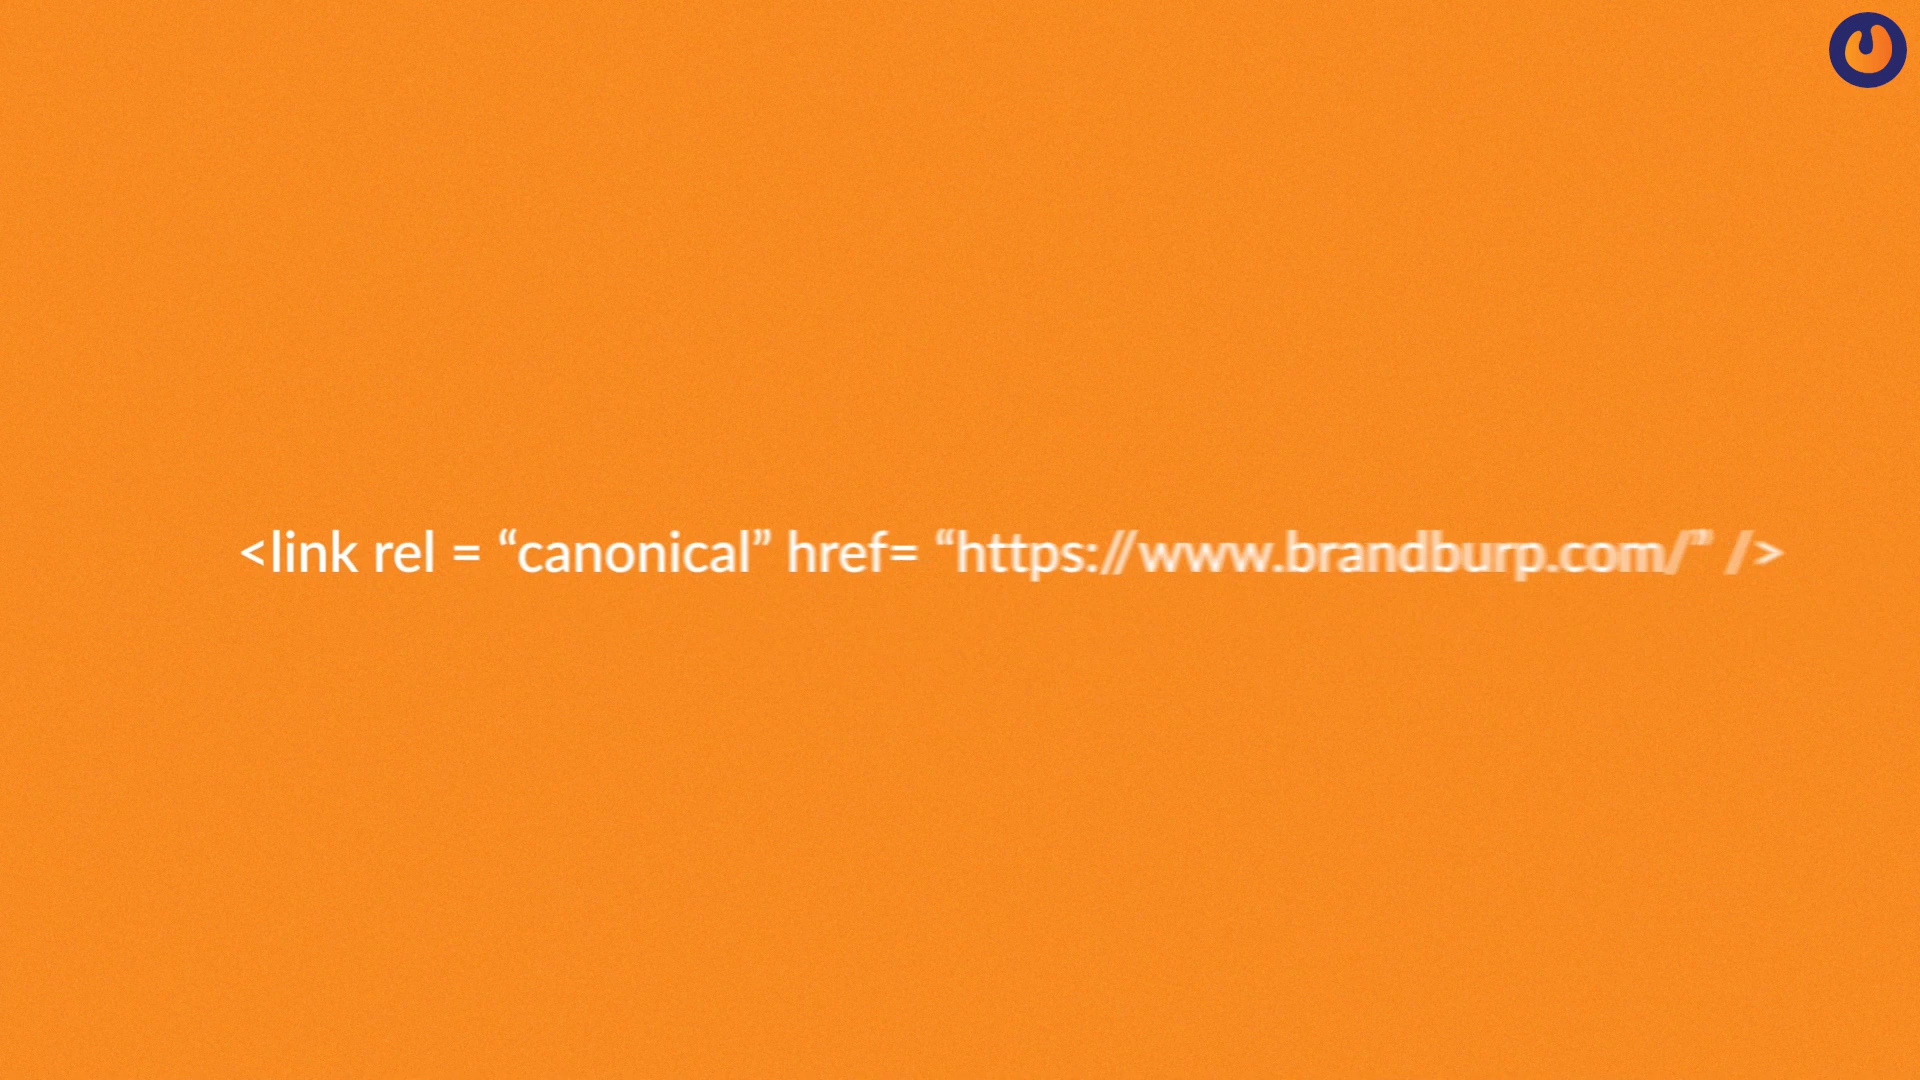 <link rel = “canonical” href= “https://www.brandburp.com/” />